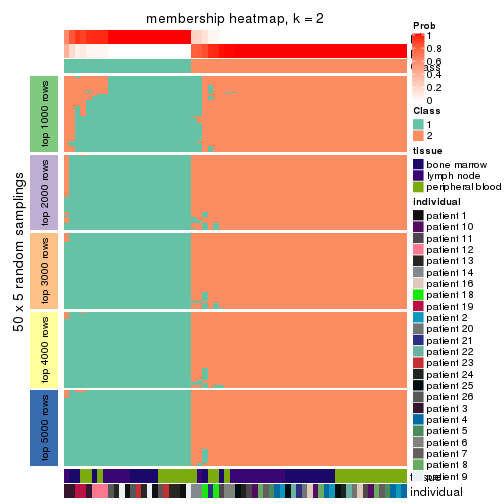 membership heatmap, k = 2
50 x 5 random samplings
top 1000 rows
top 2000 rows
top 3000 rows
top 4000 rows
top 5000 rows
Class
individual
Prob
1
0.8
0.6
0.4
0.2
0
Class
1
2
tissue
bone marrow
lymph node
peripheral blood
individual
patient 1
patient 10
patient 11
patient 12
patient 13
patient 14
patient 16
patient 18
patient 19
patient 2
patient 20
patient 21
patient 22
patient 23
patient 24
patient 25
patient 26
patient 3
patient 4
patient 5
patient 6
patient 7
patient 8
patient 9